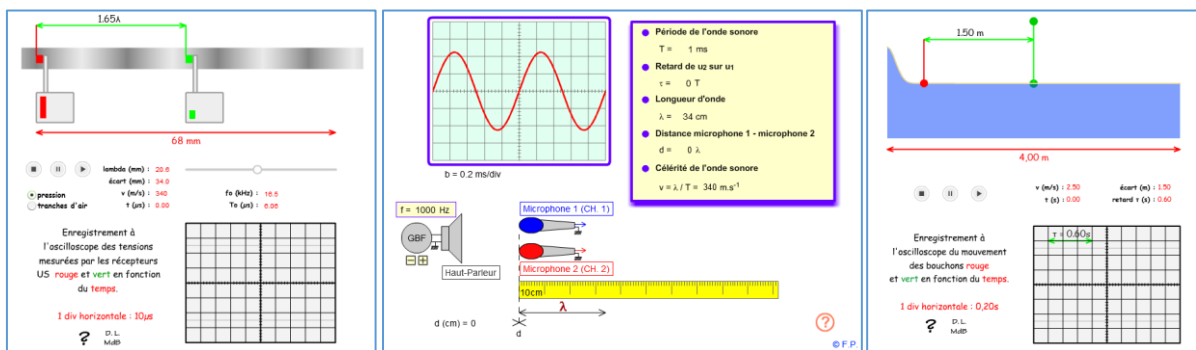 1.65λ
68 mm
lambda (mm) : 20.6
écart (mm) : 34.0
v (m/s) : 340
τ (µs) : 0.00
fo (kHz) : 16.5
To (µs) : 6.06
pression
tranches d'air
Enregistrement à
l'oscilloscope des tensions
mesurées par les récepteurs
US rouge et vert en fonction
du temps.
1 div horizontale : 10µs
?
D.L.
MdB
b = 0.2 ms/div
Période de l'onde sonore
T = 1 ms
Retard de u2 sur u1
τ = 0 T
Longueur d'onde
λ = 34 cm
Distance microphone 1 - microphone 2
d = 0 λ
Célérité de l'onde sonore
v = λ / T = 340 m.s-1
f = 1000 Hz
GBF
Haut-Parleur
Microphone 1 (CH. 1)
Microphone 2 (CH. 2)
10cm
λ
d (cm) = 0
d
?
© F.P.
1.50 m
4,00 m
v (m/s) : 2.50
τ (s) : 0.00
écart (m) : 1.50
retard τ (s) : 0.60
τ = 0.60s
Enregistrement à
l'oscilloscope du mouvement
des bouchons rouge
et vert en fonction du temps.
1 div horizontale : 0,20s
?
D.L.
MdB